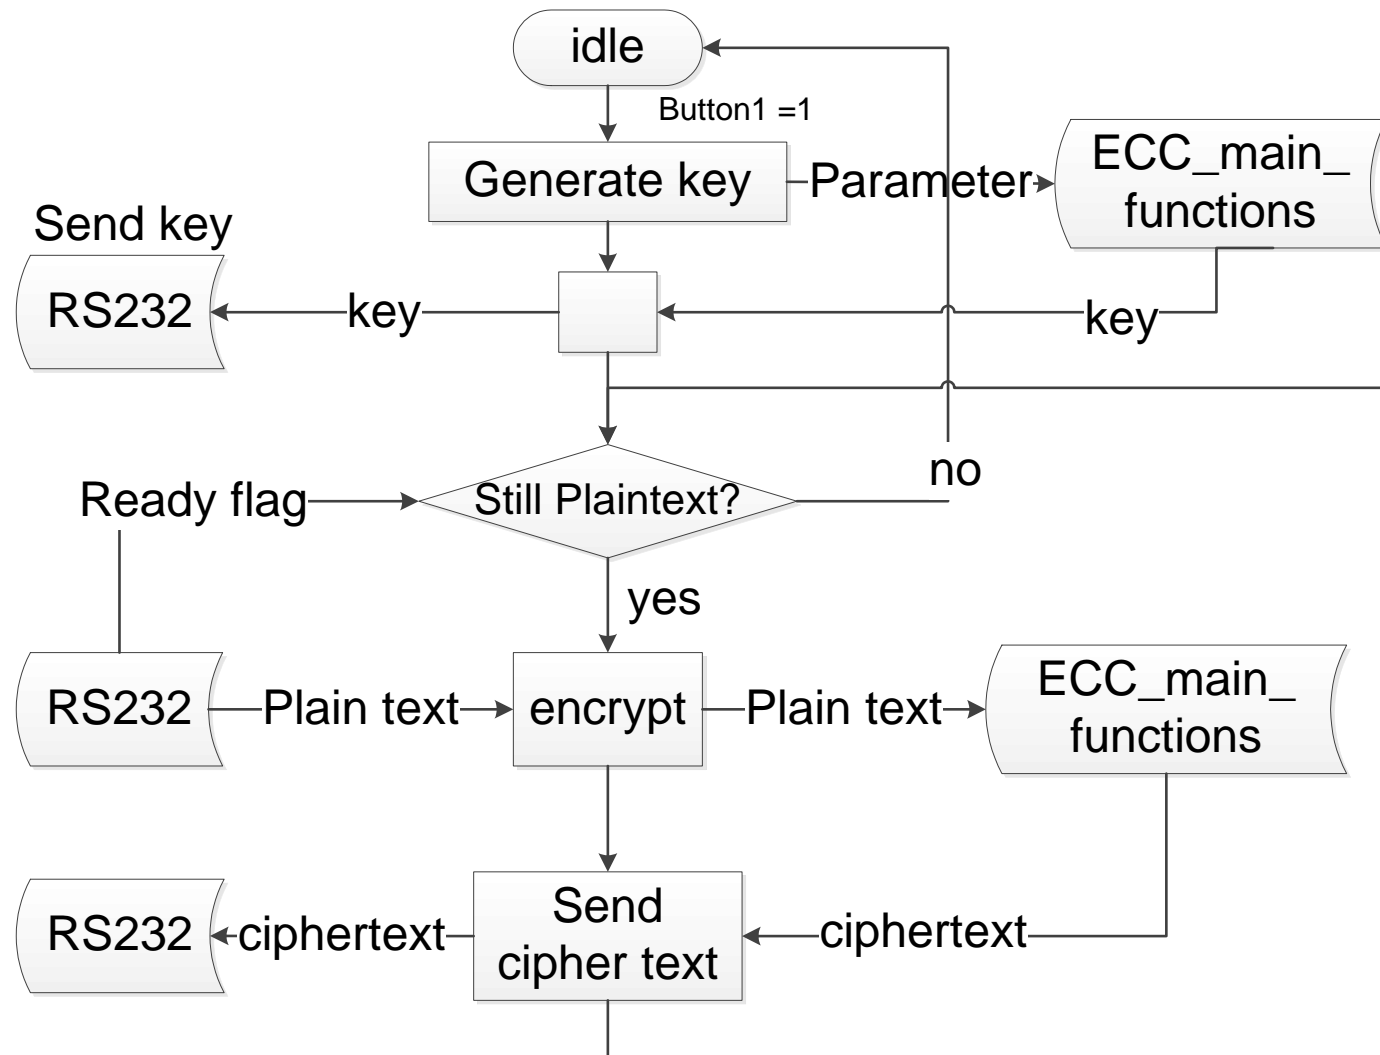 idle
Button1 =1
Generate key
Parameter
ECC_main_
functions
Send key
RS232
key
key
Still Plaintext?
no
Ready flag
yes
RS232
Plain text
encrypt
Plain text
ECC_main_
functions
RS232
ciphertext
Send
cipher text
ciphertext